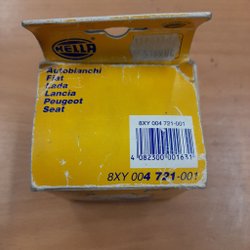 HELLA
Autobianchi
Fiat
Lada
Lancia
Peugeot
Seat
8XY 004 721-001
4 082300 001631
8XY 004 721-001